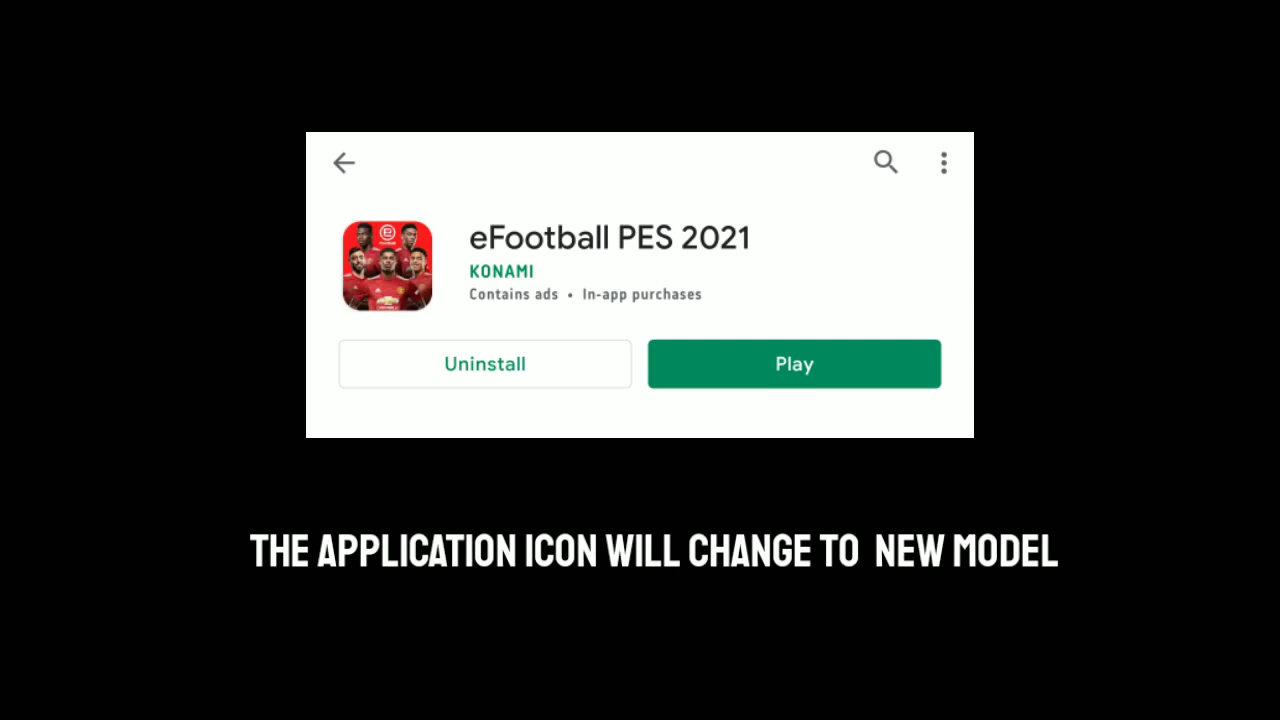 eFootball PES 2021
KONAMI
Contains ads • In-app purchases
Uninstall
Play
THE APPLICATION ICON WILL CHANGE TO NEW MODEL